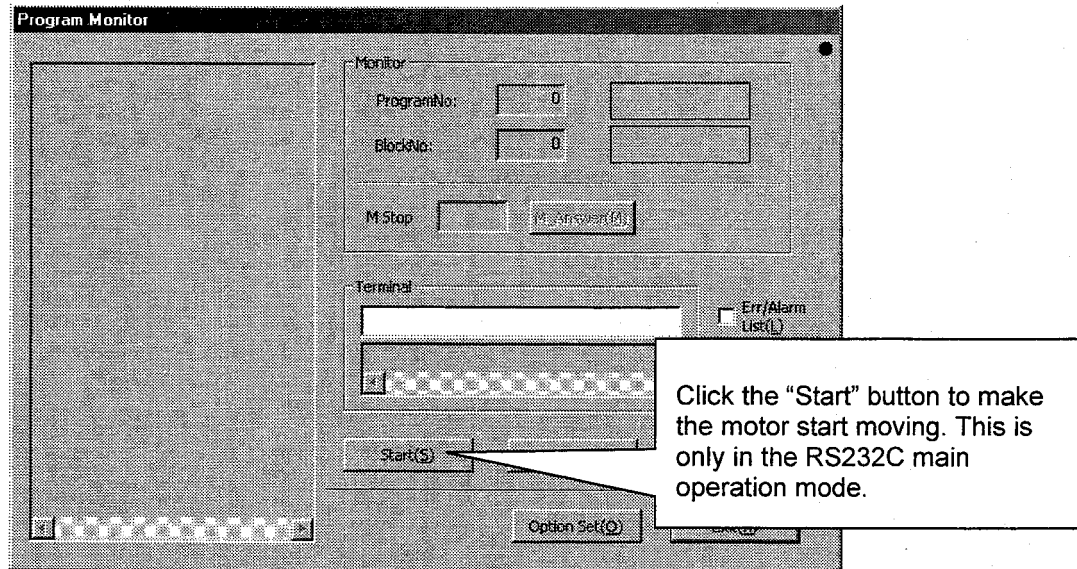 Program Monitor
Monitor
ProgramNo: 0
BlockNo: 0
M Stop M_Answer(M)
Terminal
Err/Alarm
List(L)
Click the “Start” button to make
the motor start moving. This is
only in the RS232C main
operation mode.
Start(S)
Option Set(O)